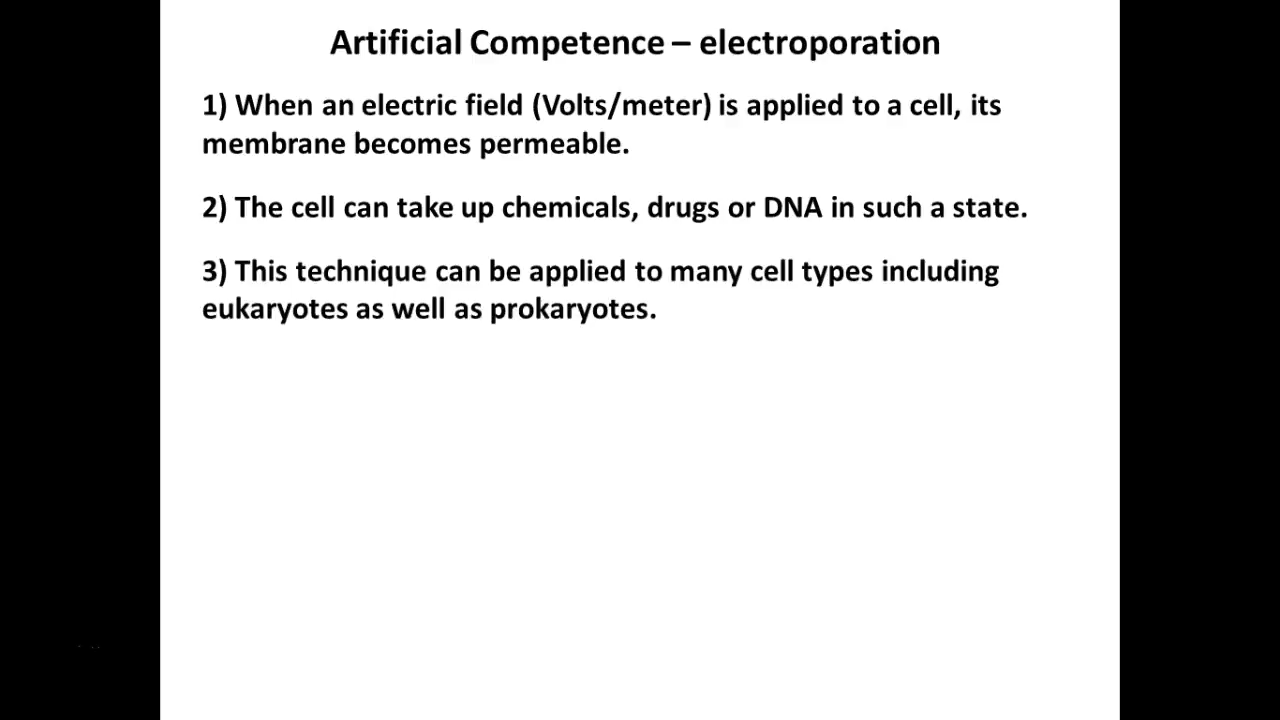 Artificial Competence – electroporation
1) When an electric field (Volts/meter) is applied to a cell, its
membrane becomes permeable.
2) The cell can take up chemicals, drugs or DNA in such a state.
3) This technique can be applied to many cell types including
eukaryotes as well as prokaryotes.